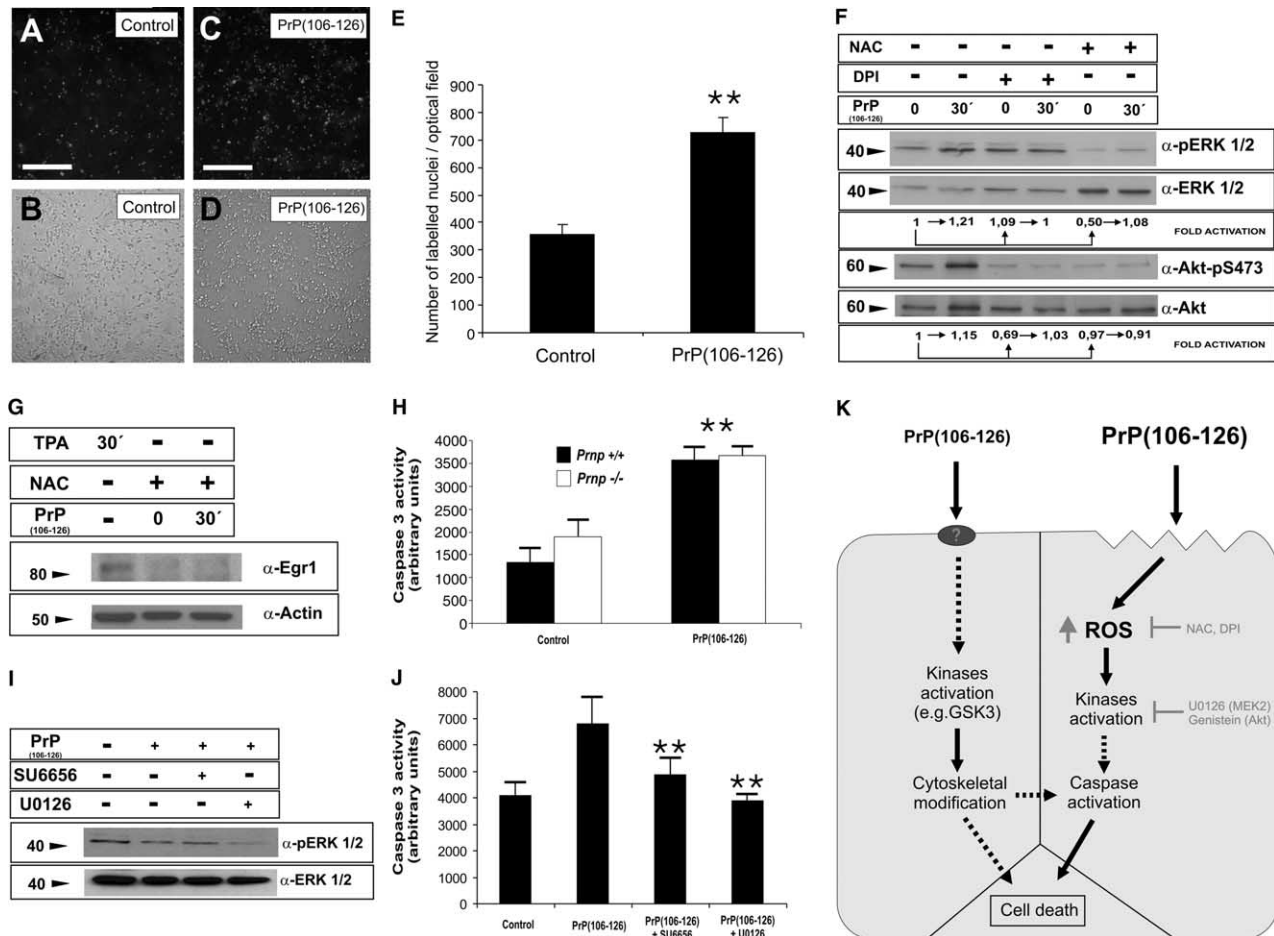 A
Control
C
PrP(106-126)
B
Control
D
PrP(106-126)
E
Number of labelled nuclei / optical field
900
800
700
600
500
400
300
200
100
0
**
Control
PrP(106-126)
F
NAC - - - - + +
DPI - - + + - -
PrP (106-126) 0 30´ 0 30´ 0 30´
40 α-pERK 1/2
40 α-ERK 1/2
1 → 1,21 1,09 → 1 0,50 → 1,08 FOLD ACTIVATION
60 α-Akt-pS473
60 α-Akt
1 → 1,15 0,69 → 1,03 0,97 → 0,91 FOLD ACTIVATION
G
TPA 30´ - -
NAC - + +
PrP (106-126) - 0 30´
80 α-Egr1
50 α-Actin
H
Caspase 3 activity
(arbitrary units)
4000
3500
3000
2500
2000
1500
1000
500
0
Prnp +/+
Prnp -/-
**
Control
PrP(106-126)
I
PrP (106-126) - + + +
SU6656 - - + -
U0126 - - - +
40 α-pERK 1/2
40 α-ERK 1/2
J
Caspase 3 activity
(arbitrary units)
8000
7000
6000
5000
4000
3000
2000
1000
0
**
**
Control
PrP(106-126)
PrP(106-126)
+ SU6656
PrP(106-126)
+ U0126
K
PrP(106-126)
PrP(106-126)
?
ROS
NAC, DPI
Kinases
activation
(e.g.GSK3)
Kinases
activation
U0126 (MEK2)
Genistein (Akt)
Cytoskeletal
modification
Caspase
activation
Cell death